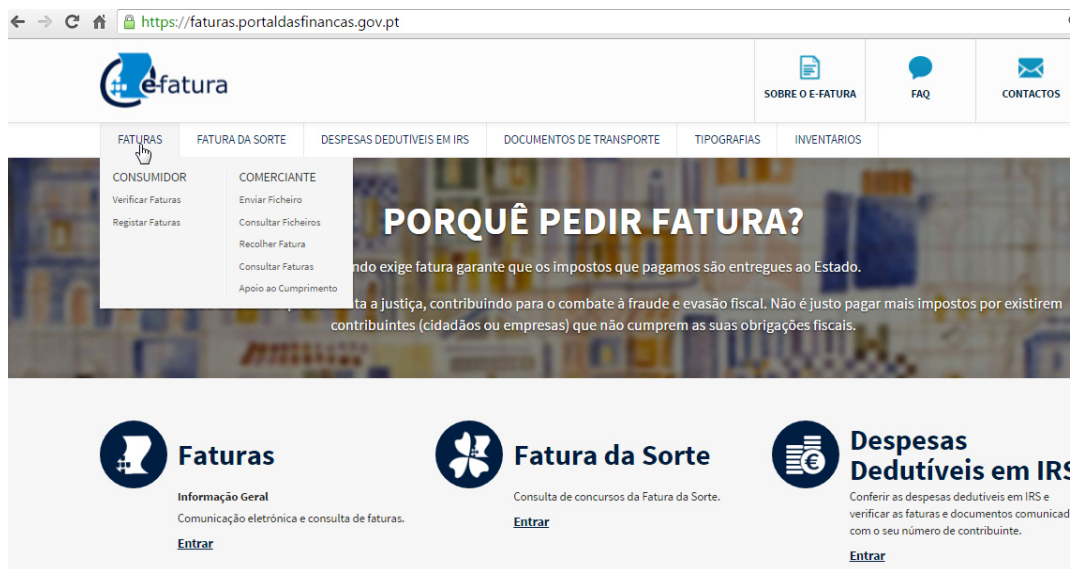 https://faturas.portaldasfinancas.gov.pt
e-fatura
SOBRE O E-FATURA
FAQ
CONTACTOS
FATURAS
FATURA DA SORTE
DESPESAS DEDUTÍVEIS EM IRS
DOCUMENTOS DE TRANSPORTE
TIPOGRAFIAS
INVENTÁRIOS
CONSUMIDOR
Verificar Faturas
Registar Faturas
COMERCIANTE
Enviar Ficheiro
Consultar Ficheiros
Recolher Fatura
Consultar Faturas
Apoio ao Cumprimento
PORQUÊ PEDIR FATURA?
ndo exige fatura garante que os impostos que pagamos são entregues ao Estado.
ta a justiça, contribuindo para o combate à fraude e evasão fiscal. Não é justo pagar mais impostos por existirem
contribuintes (cidadãos ou empresas) que não cumprem as suas obrigações fiscais.
Faturas
Informação Geral
Comunicação eletrónica e consulta de faturas.
Entrar
Fatura da Sorte
Consulta de concursos da Fatura da Sorte.
Entrar
Despesas
Dedutíveis em IRS
Conferir as despesas dedutíveis em IRS e
verificar as faturas e documentos comunicad
com o seu número de contribuinte.
Entrar